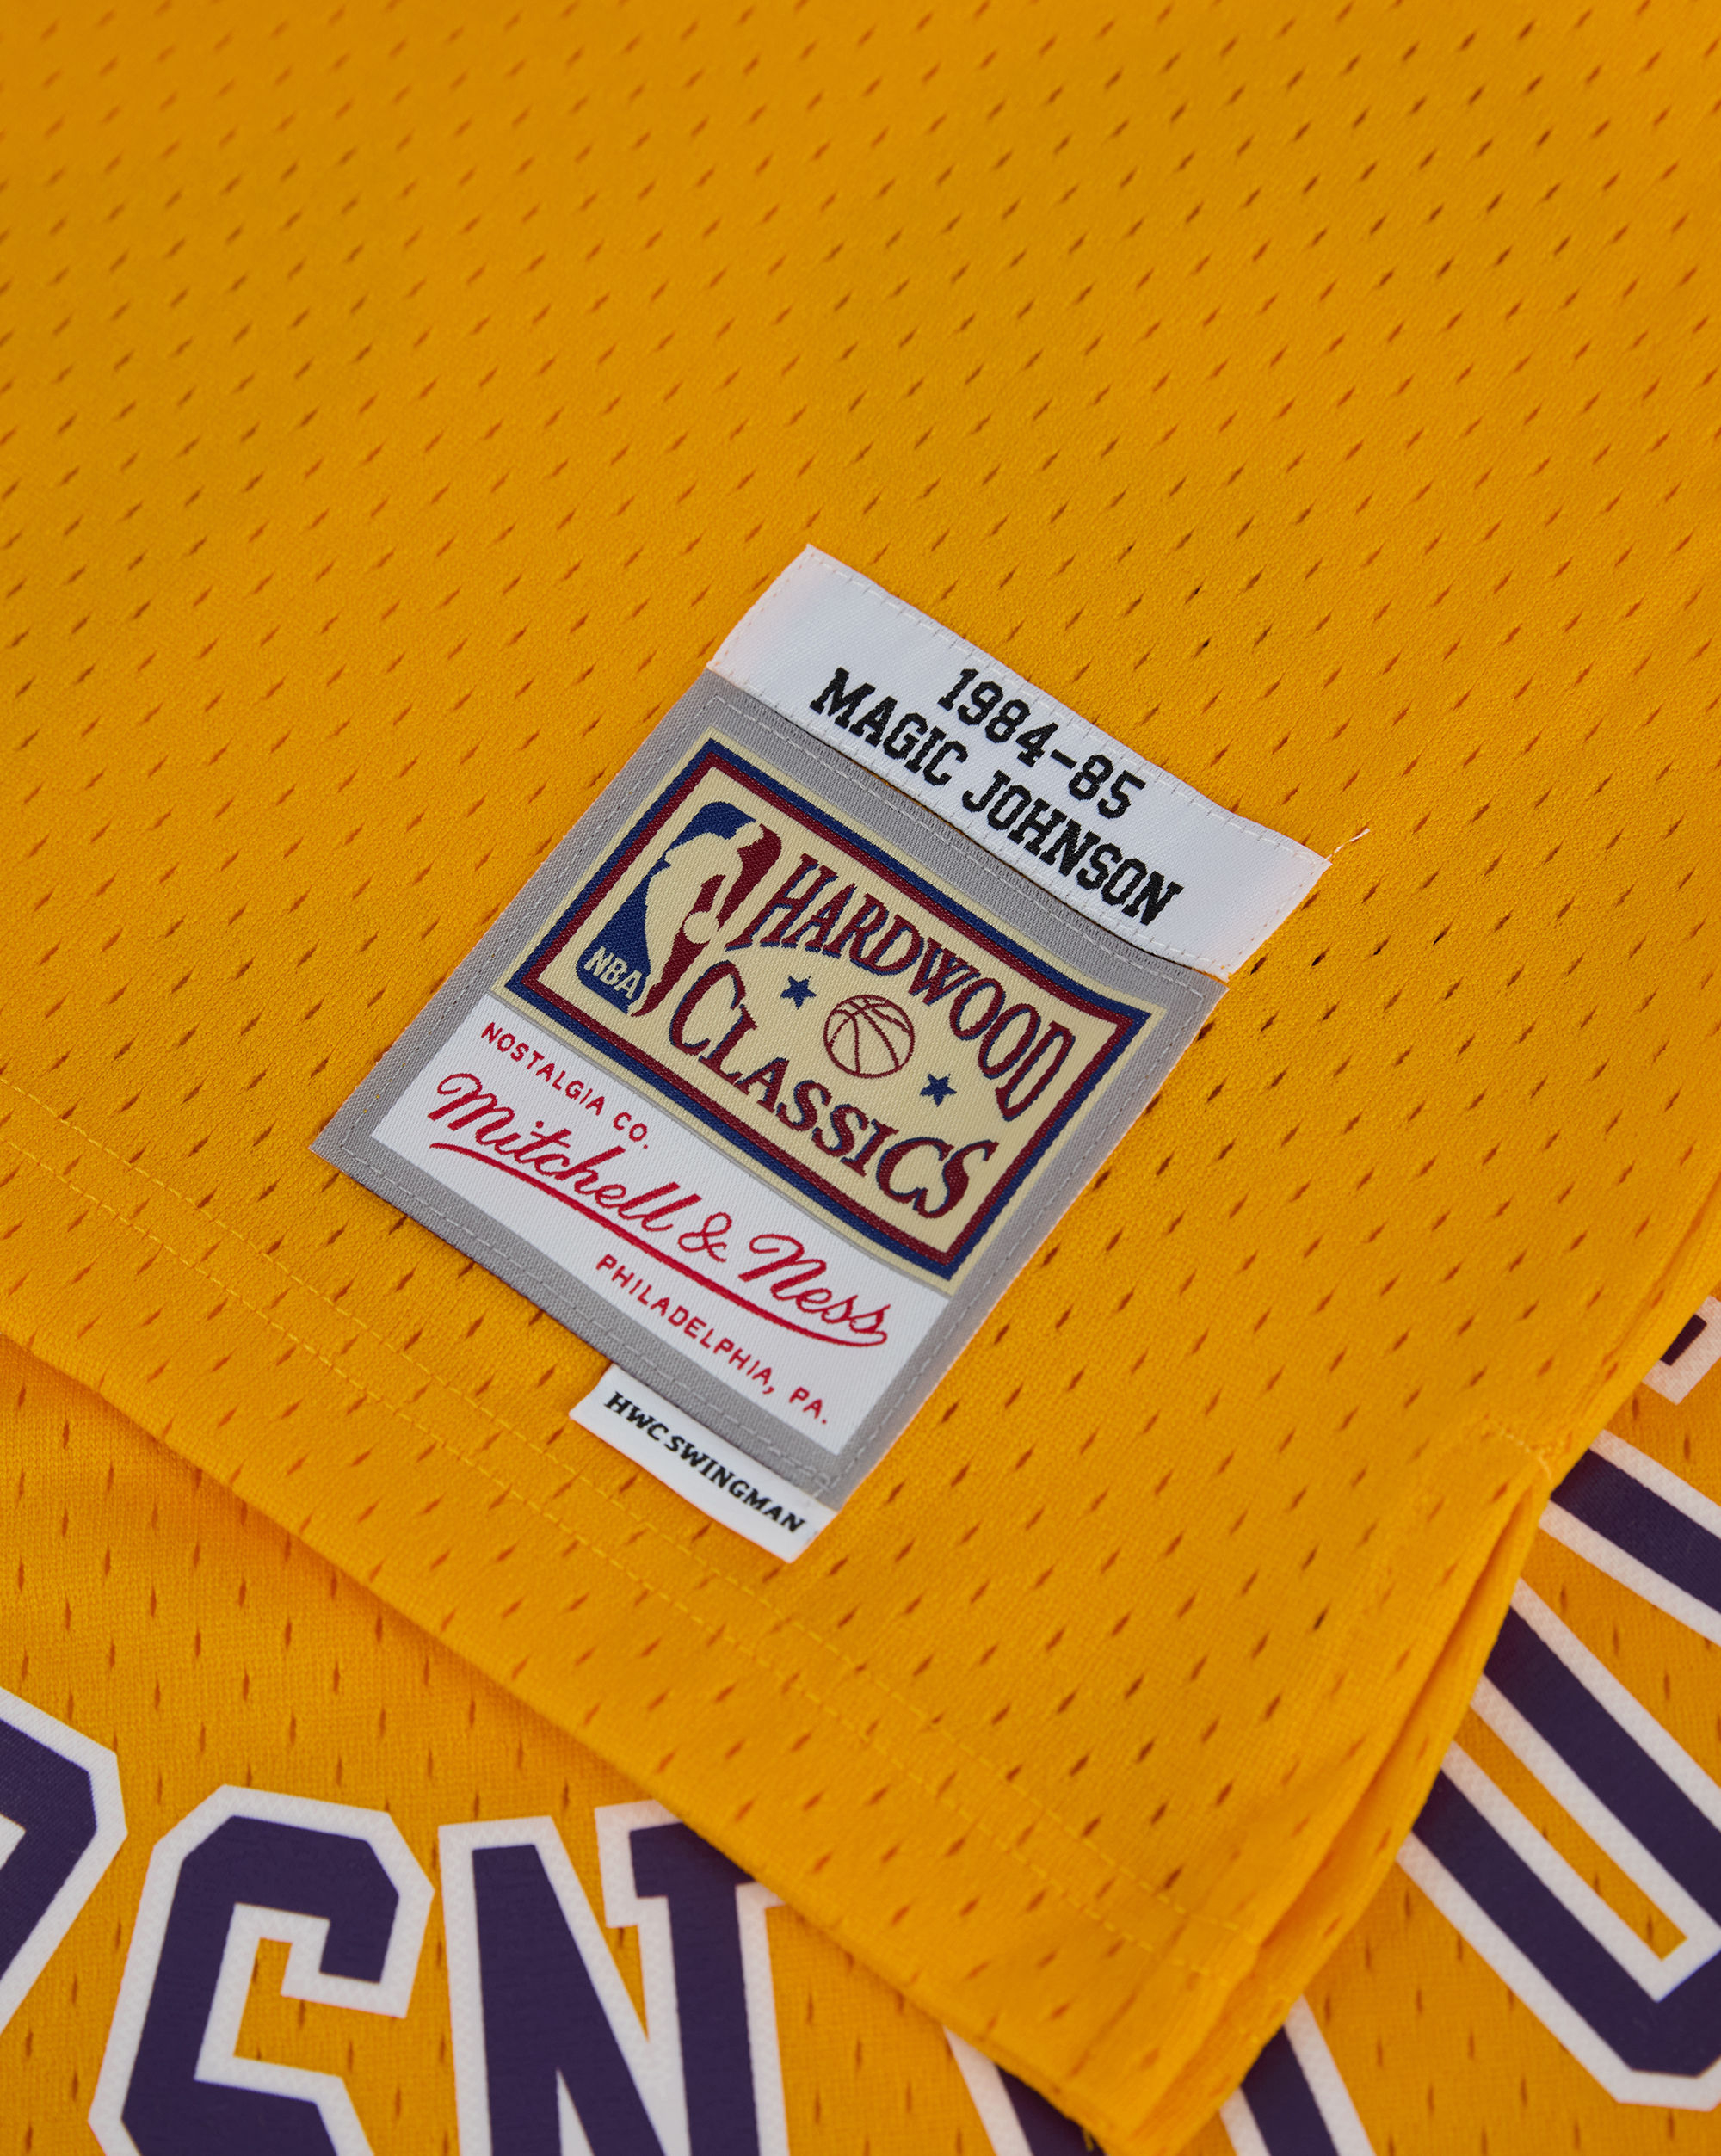 1984-85
MAGIC JOHNSON
HARDWOOD
CLASSICS
NBA
NOSTALGIA CO.
Mitchell & Ness
PHILADELPHIA, PA.
HWC SWINGMAN